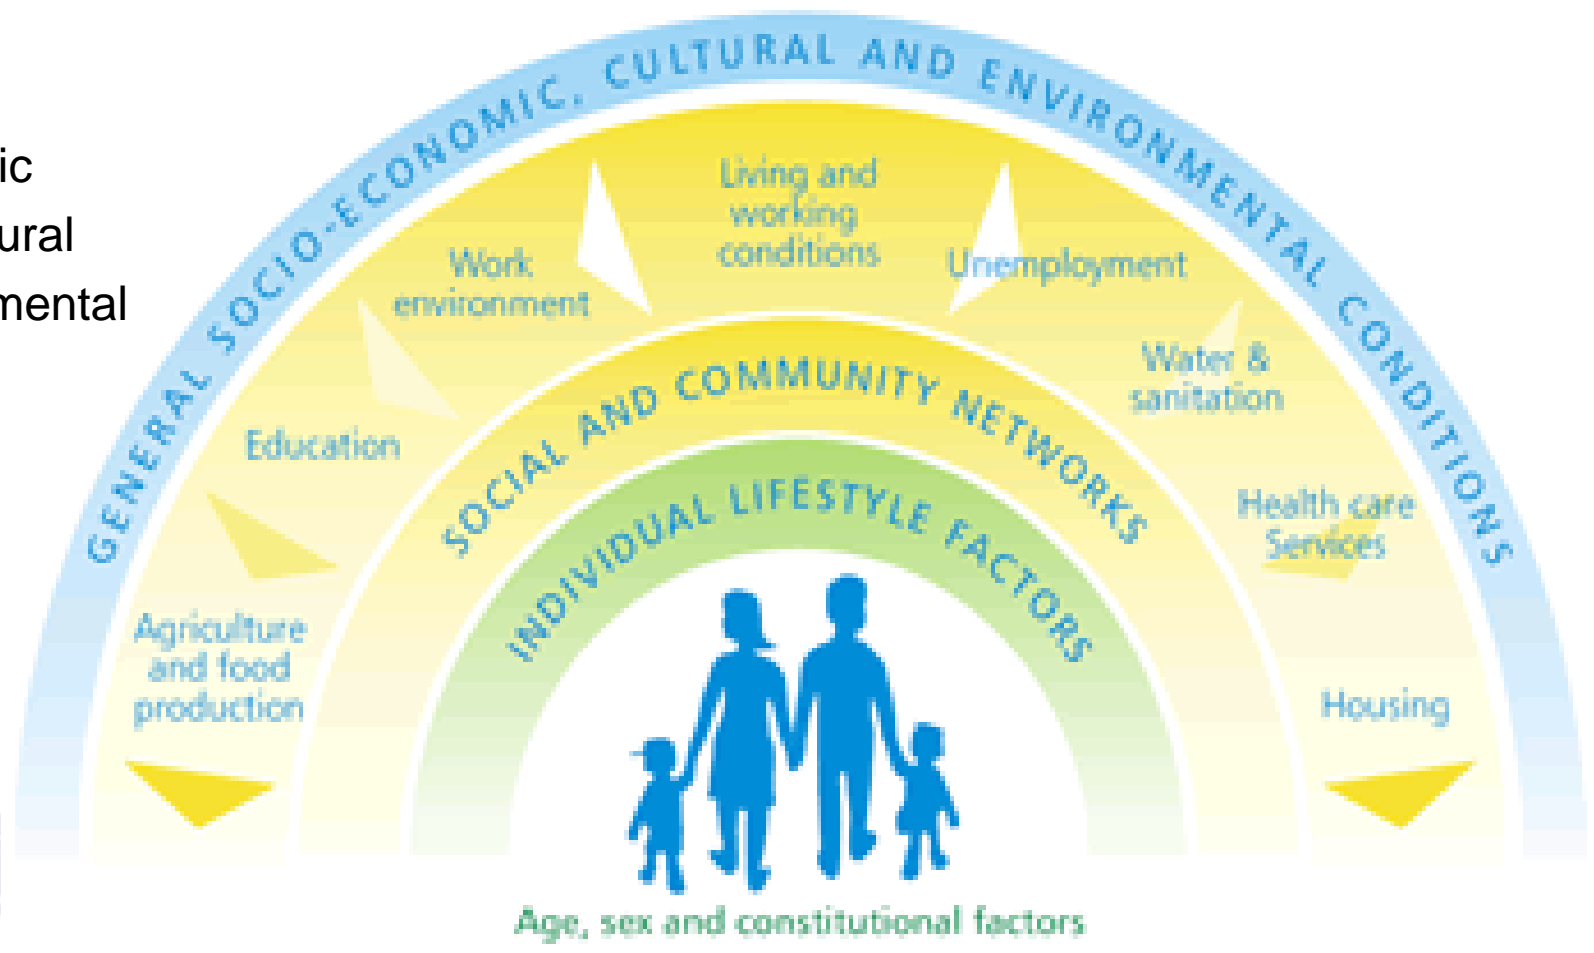 ic
ural
mental
GENERAL SOCIO-ECONOMIC, CULTURAL AND ENVIRONMENTAL CONDITIONS
Living and
working
conditions
Work
environment
Unemployment
Education
Water &
sanitation
Agriculture
and food
production
Health care
Services
Housing
SOCIAL AND COMMUNITY NETWORKS
INDIVIDUAL LIFESTYLE FACTORS
Age, sex and constitutional factors